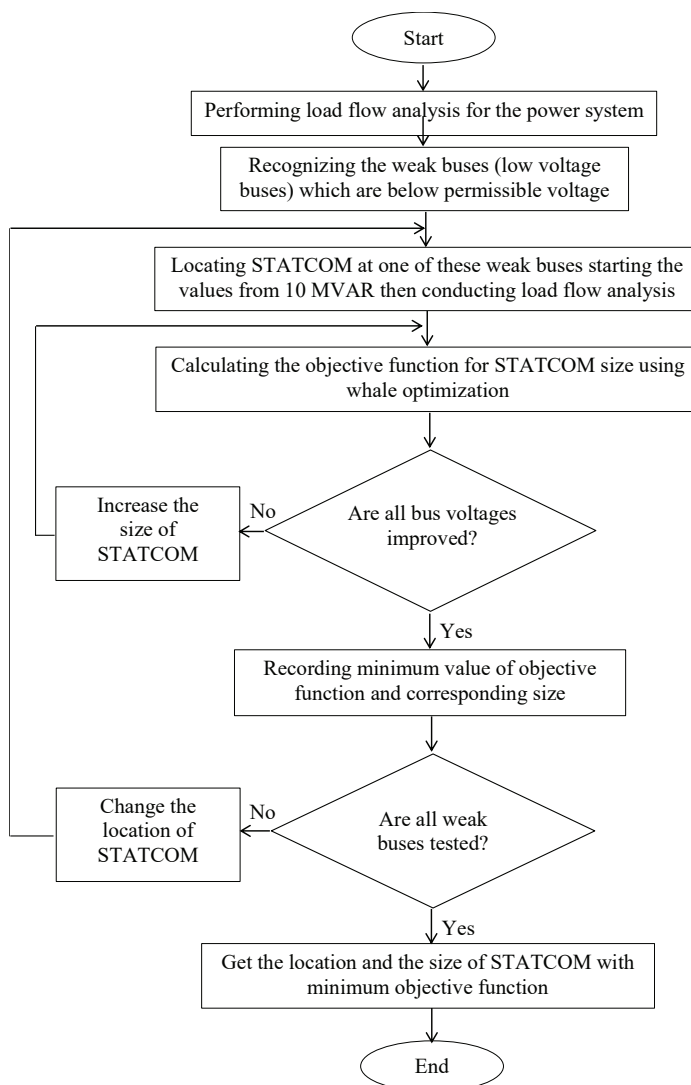 Start
Performing load flow analysis for the power system
Recognizing the weak buses (low voltage
buses) which are below permissible voltage
Locating STATCOM at one of these weak buses starting the
values from 10 MVAR then conducting load flow analysis
Calculating the objective function for STATCOM size using
whale optimization
Increase the
size of
STATCOM
No
Are all bus voltages
improved?
Yes
Recording minimum value of objective
function and corresponding size
Change the
location of
STATCOM
No
Are all weak
buses tested?
Yes
Get the location and the size of STATCOM with
minimum objective function
End